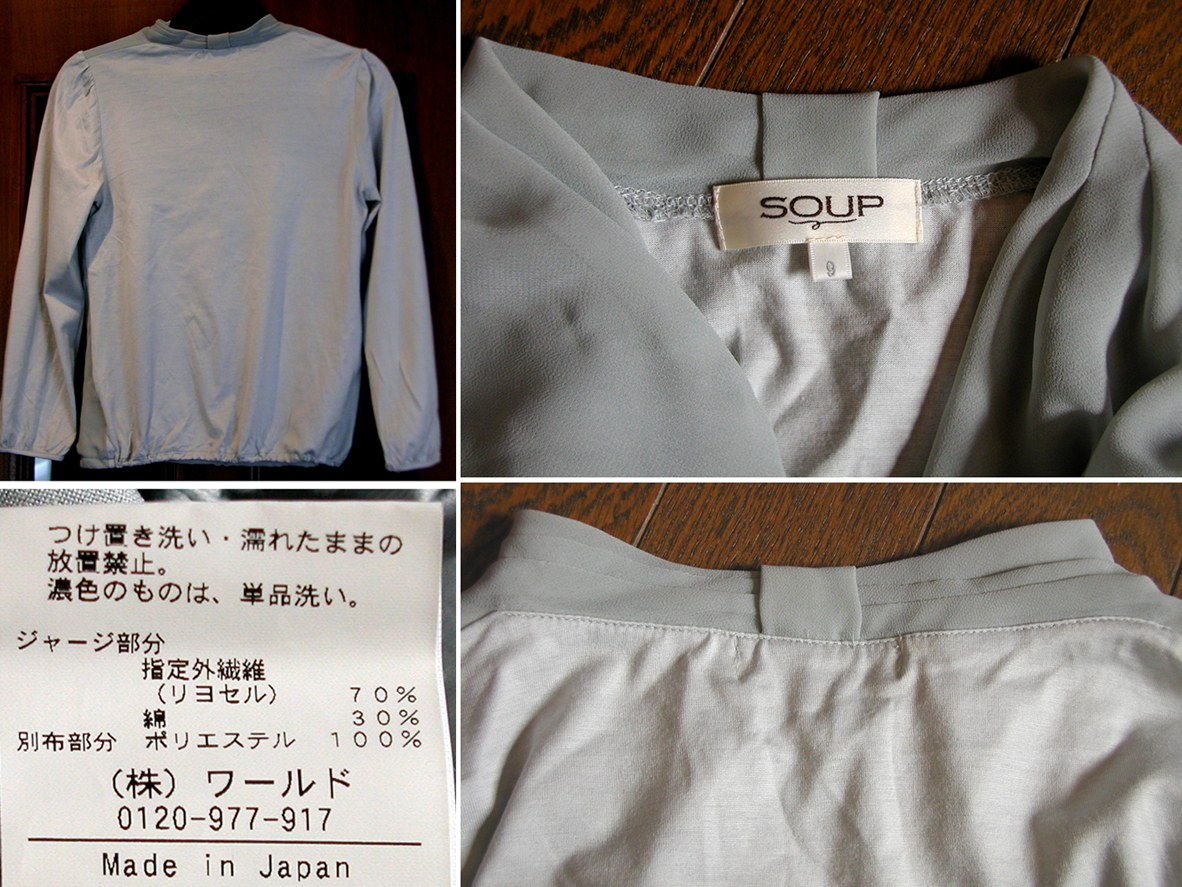 SOUP
9
つけ置き洗い・濡れたままの
放置禁止。
濃色のものは、単品洗い。
ジャージ部分
指定外繊維
(リヨセル) 70%
綿 30%
別布部分 ポリエステル 100%
(株) ワールド
0120-977-917
Made in Japan